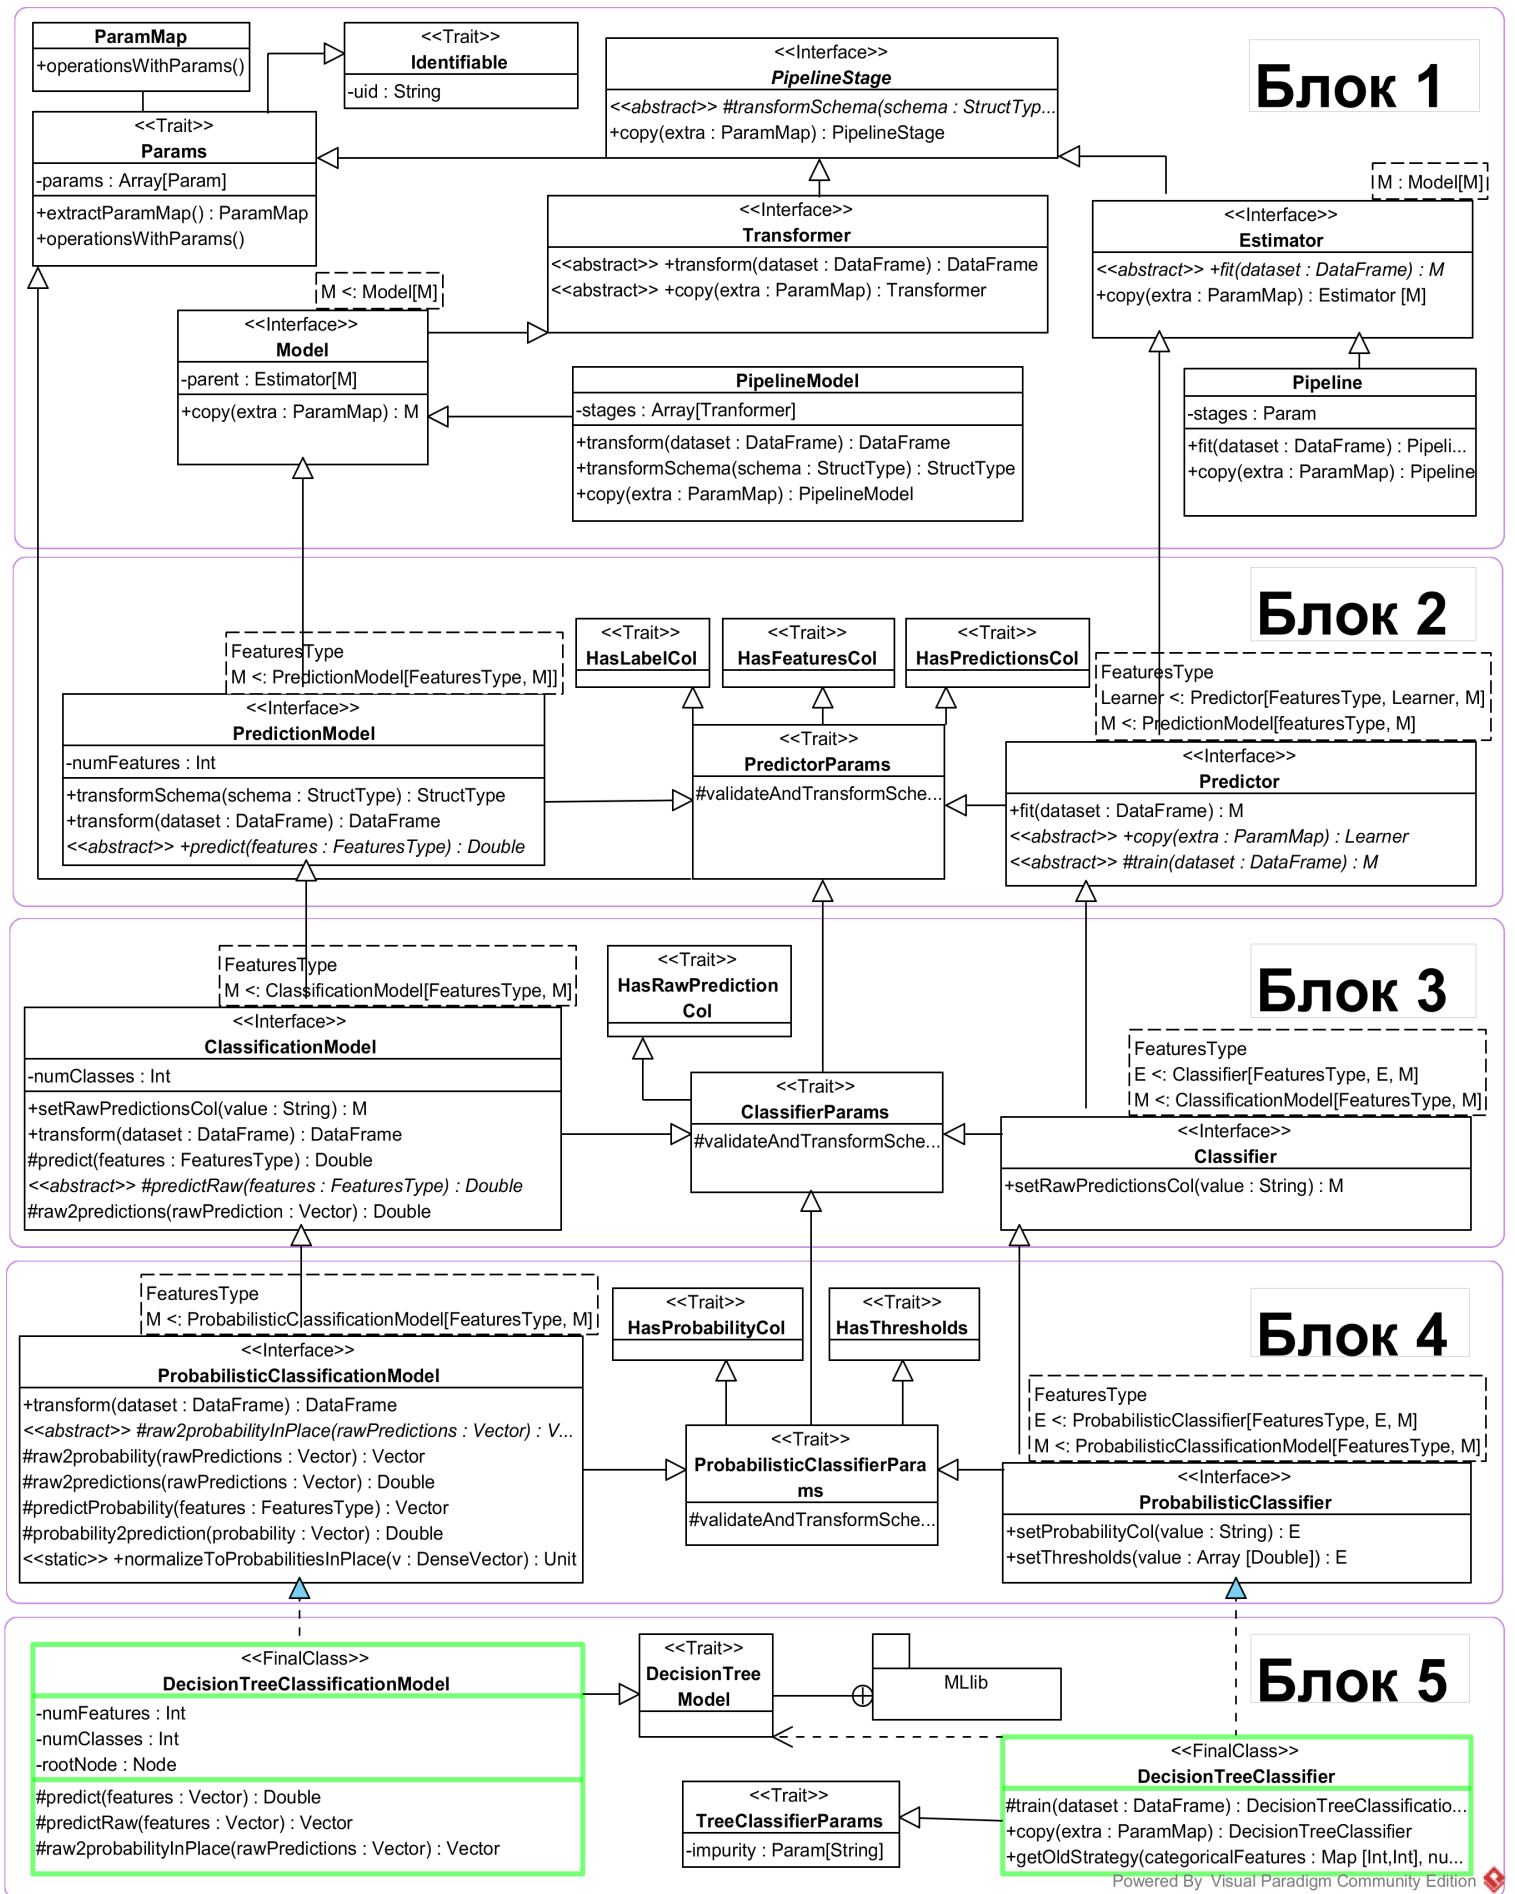 ParamMap
+operationsWithParams()
<<Trait>>
Identifiable
-uid : String
<<Interface>>
PipelineStage
<<abstract>> #transformSchema(schema : StructTyp...
+copy(extra : ParamMap) : PipelineStage
Блок 1
<<Trait>>
Params
-params : Array[Param]
+extractParamMap() : ParamMap
+operationsWithParams()
<<Interface>>
Transformer
<<abstract>> +transform(dataset : DataFrame) : DataFrame
<<abstract>> +copy(extra : ParamMap) : Transformer
M : Model[M]
<<Interface>>
Estimator
<<abstract>> +fit(dataset : DataFrame) : M
+copy(extra : ParamMap) : Estimator [M]
M <: Model[M]
<<Interface>>
Model
-parent : Estimator[M]
+copy(extra : ParamMap) : M
PipelineModel
-stages : Array[Tranformer]
+transform(dataset : DataFrame) : DataFrame
+transformSchema(schema : StructType) : StructType
+copy(extra : ParamMap) : PipelineModel
Pipeline
-stages : Param
+fit(dataset : DataFrame) : Pipeli...
+copy(extra : ParamMap) : Pipeline
Блок 2
FeaturesType
M <: PredictionModel[FeaturesType, M]]
<<Interface>>
PredictionModel
-numFeatures : Int
+transformSchema(schema : StructType) : StructType
+transform(dataset : DataFrame) : DataFrame
<<abstract>> +predict(features : FeaturesType) : Double
<<Trait>>
HasLabelCol
<<Trait>>
HasFeaturesCol
<<Trait>>
HasPredictionsCol
<<Trait>>
PredictorParams
#validateAndTransformSche...
FeaturesType
Learner <: Predictor[FeaturesType, Learner, M]
M <: PredictionModel[featuresType, M]
<<Interface>>
Predictor
+fit(dataset : DataFrame) : M
<<abstract>> +copy(extra : ParamMap) : Learner
<<abstract>> #train(dataset : DataFrame) : M
Блок 3
FeaturesType
M <: ClassificationModel[FeaturesType, M]
<<Interface>>
ClassificationModel
-numClasses : Int
+setRawPredictionsCol(value : String) : M
+transform(dataset : DataFrame) : DataFrame
#predict(features : FeaturesType) : Double
<<abstract>> #predictRaw(features : FeaturesType) : Double
#raw2predictions(rawPrediction : Vector) : Double
<<Trait>>
HasRawPrediction
Col
<<Trait>>
ClassifierParams
#validateAndTransformSche...
FeaturesType
E <: Classifier[FeaturesType, E, M]
M <: ClassificationModel[FeaturesType, M]
<<Interface>>
Classifier
+setRawPredictionsCol(value : String) : M
Блок 4
FeaturesType
M <: ProbabilisticClassificationModel[FeaturesType, M]
<<Interface>>
ProbabilisticClassificationModel
+transform(dataset : DataFrame) : DataFrame
<<abstract>> #raw2probabilityInPlace(rawPredictions : Vector) : V...
#raw2probability(rawPredictions : Vector) : Vector
#raw2predictions(rawPredictions : Vector) : Double
#predictProbability(features : FeaturesType) : Vector
#probability2prediction(probability : Vector) : Double
<<static>> +normalizeToProbabilitiesInPlace(v : DenseVector) : Unit
<<Trait>>
HasProbabilityCol
<<Trait>>
HasThresholds
<<Trait>>
ProbabilisticClassifierPara
ms
#validateAndTransformSche...
FeaturesType
E <: ProbabilisticClassifier[FeaturesType, E, M]
M <: ProbabilisticClassificationModel[FeaturesType, M]
<<Interface>>
ProbabilisticClassifier
+setProbabilityCol(value : String) : E
+setThresholds(value : Array [Double]) : E
Блок 5
<<FinalClass>>
DecisionTreeClassificationModel
-numFeatures : Int
-numClasses : Int
-rootNode : Node
#predict(features : Vector) : Double
#predictRaw(features : Vector) : Vector
#raw2probabilityInPlace(rawPredictions : Vector) : Vector
<<Trait>>
DecisionTree
Model
MLlib
<<Trait>>
TreeClassifierParams
-impurity : Param[String]
<<FinalClass>>
DecisionTreeClassifier
#train(dataset : DataFrame) : DecisionTreeClassificatio...
+copy(extra : ParamMap) : DecisionTreeClassifier
+getOldStrategy(categoricalFeatures : Map [Int,Int], nu...
Powered By Visual Paradigm Community Edition